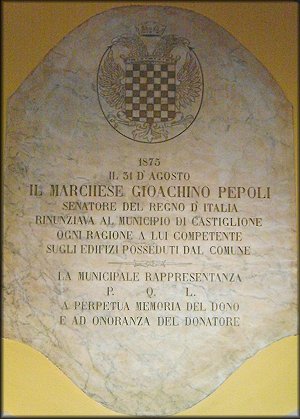 1875
IL 31 D'AGOSTO
IL MARCHESE GIOACHINO PEPOLI
SENATORE DEL REGNO D'ITALIA
RINUNZIAVA AL MUNICIPIO DI CASTIGLIONE
OGNI RAGIONE A LUI COMPETENTE
SUGLI EDIFIZI POSSEDUTI DAL COMUNE
LA MUNICIPALE RAPPRESENTANZA
P. Q. L.
A PERPETUA MEMORIA DEL DONO
E AD ONORANZA DEL DONATORE